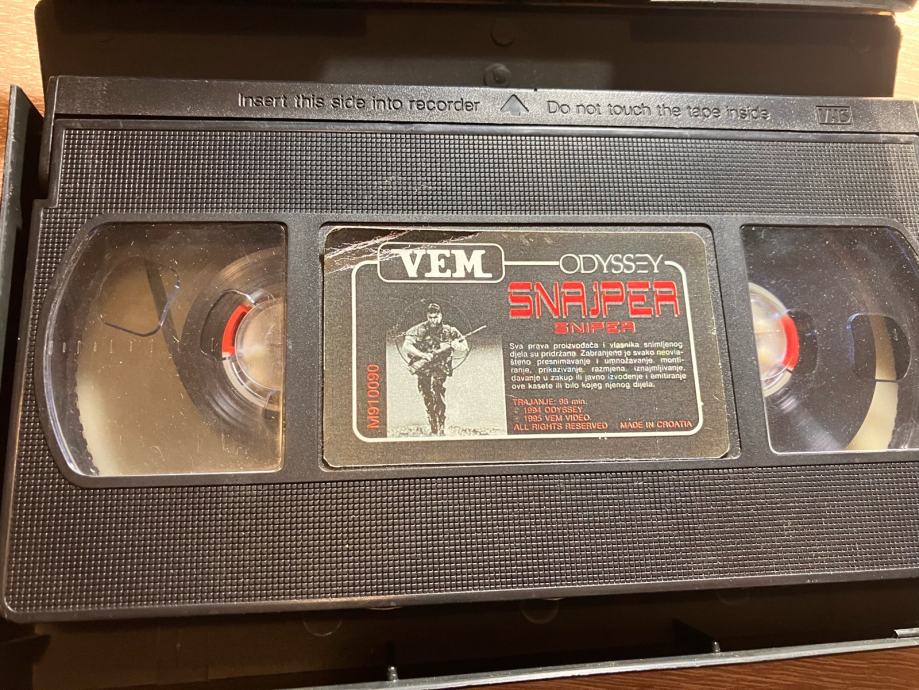 Insert this side into recorder Do not touch the tape inside VHS
VEM ODYSSEY
SNAJPER
SNIPER
Sva prava proizvođača i vlasnika snimljenog
djela su pridržana. Zabranjeno je svako neovla-
šteno presnimavanje i umnožavanje, monti-
ranje, prikazivanje, razmjena, iznajmljivanje,
davanje u zakup ili javno izvođenje i emitiranje
ove kasete ili bilo kojeg njenog dijela.
M910090
TRAJANJE: 96 min.
© 1994 ODYSSEY.
© 1995 VEM VIDEO.
ALL RIGHTS RESERVED MADE IN CROATIA